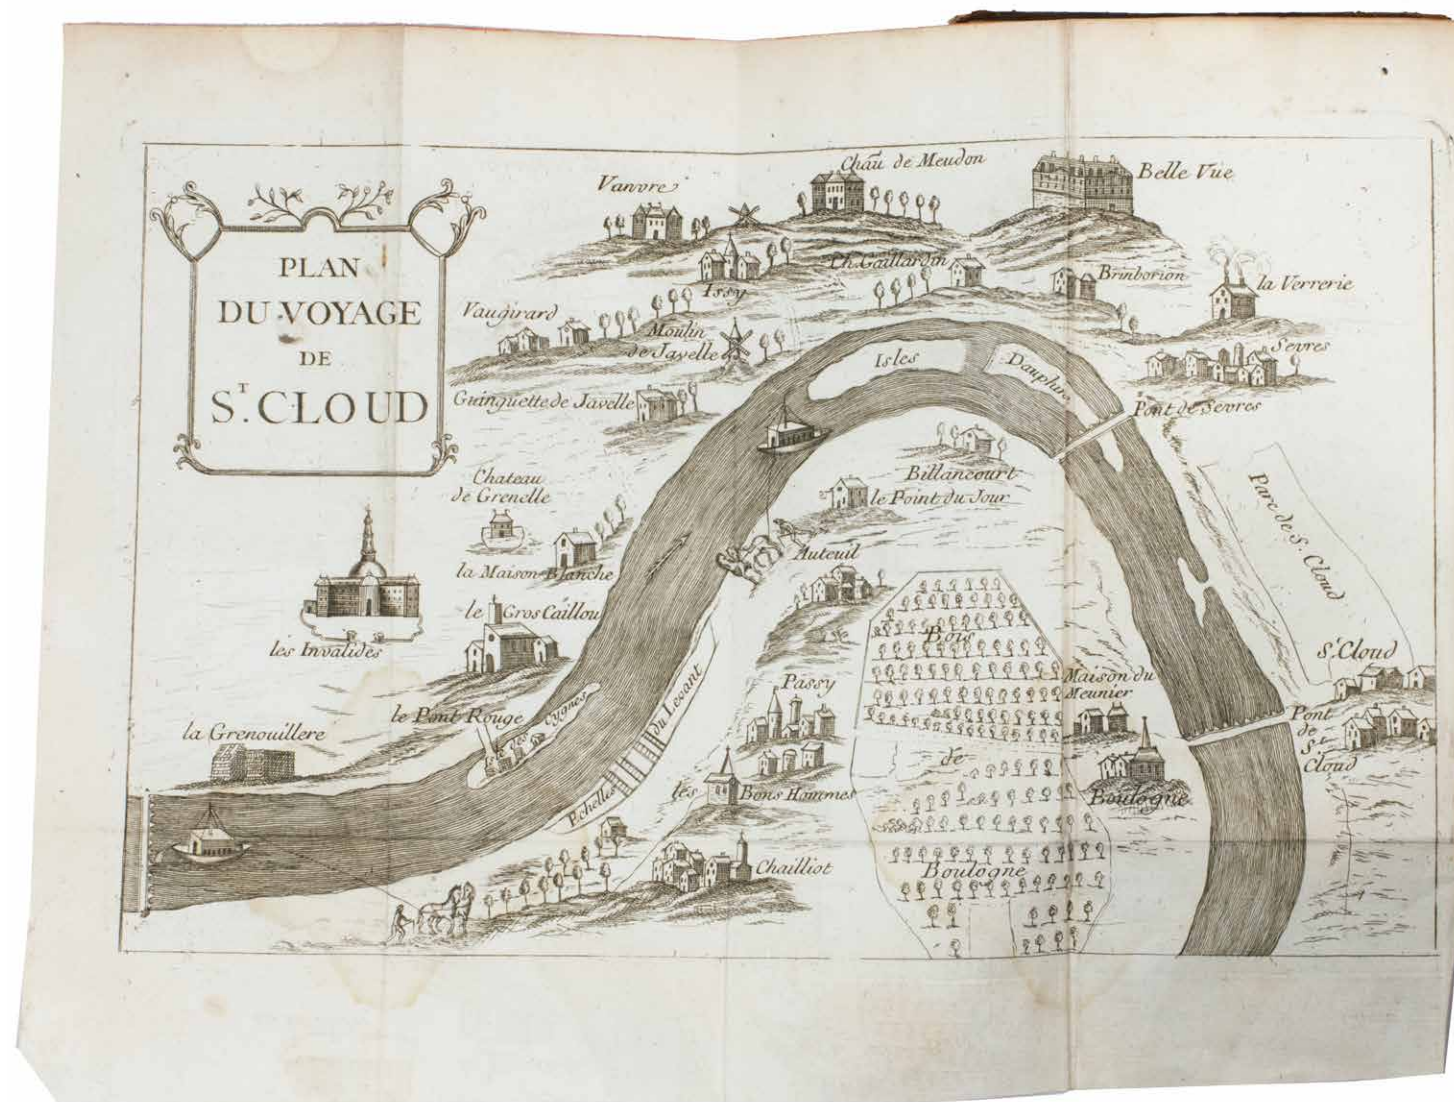 PLAN
DU VOYAGE
DE
S.T CLOUD
Vanvre
Chau de Meudon
Belle Vue
Issy
Ch. Gaillardin
Brinborion
la Verrerie
Vaugirard
Moulin
de Javelle
Isles
Dauphin
Sevres
Guinguette de Javelle
Pont de Sevres
Chateau
de Grenelle
Billancourt
le Point du Jour
Parc de S. Cloud
la Maison Blanche
Auteuil
le Gros Caillou
les Invalides
Bois
de
Boulogne
Maison du
Meunier
S.t Cloud
Passy
le Pont Rouge
des Cygnes
la Grenouillere
Pont
de
S.t
Cloud
du Levant
les Bons Hommes
Boulogne
Chailliot